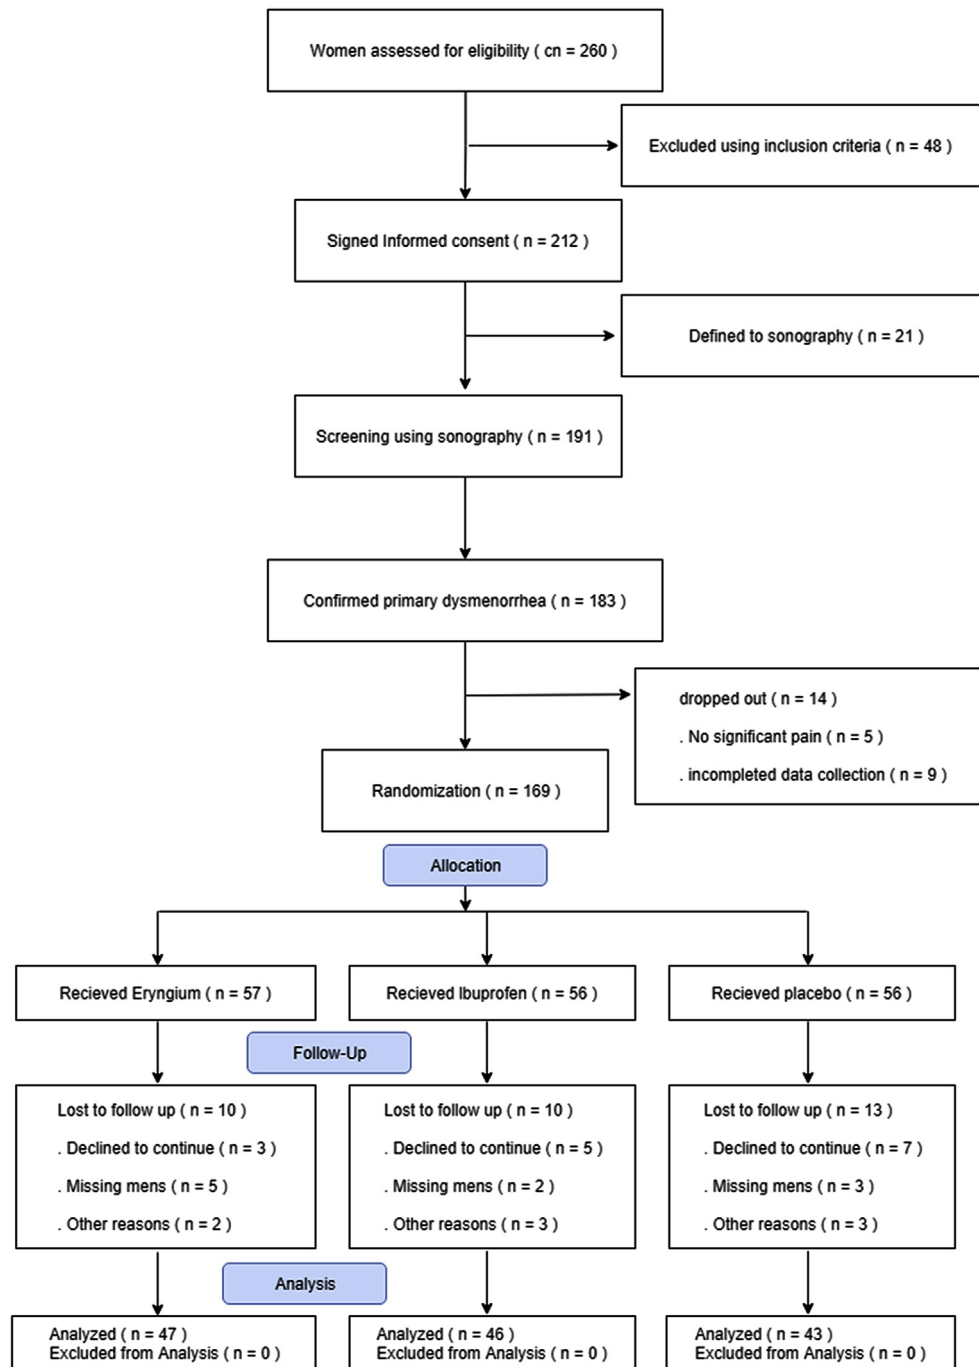 Women assessed for eligibility ( cn = 260 )
Excluded using inclusion criteria ( n = 48 )
Signed Informed consent ( n = 212 )
Defined to sonography ( n = 21 )
Screening using sonography ( n = 191 )
Confirmed primary dysmenorrhea ( n = 183 )
dropped out ( n = 14 )
. No significant pain ( n = 5 )
. incompleted data collection ( n = 9 )
Randomization ( n = 169 )
Allocation
Recieved Eryngium ( n = 57 )
Recieved Ibuprofen ( n = 56 )
Recieved placebo ( n = 56 )
Follow-Up
Lost to follow up ( n = 10 )
. Declined to continue ( n = 3 )
. Missing mens ( n = 5 )
. Other reasons ( n = 2 )
Lost to follow up ( n = 10 )
. Declined to continue ( n = 5 )
. Missing mens ( n = 2 )
. Other reasons ( n = 3 )
Lost to follow up ( n = 13 )
. Declined to continue ( n = 7 )
. Missing mens ( n = 3 )
. Other reasons ( n = 3 )
Analysis
Analyzed ( n = 47 )
Excluded from Analysis ( n = 0 )
Analyzed ( n = 46 )
Excluded from Analysis ( n = 0 )
Analyzed ( n = 43 )
Excluded from Analysis ( n = 0 )